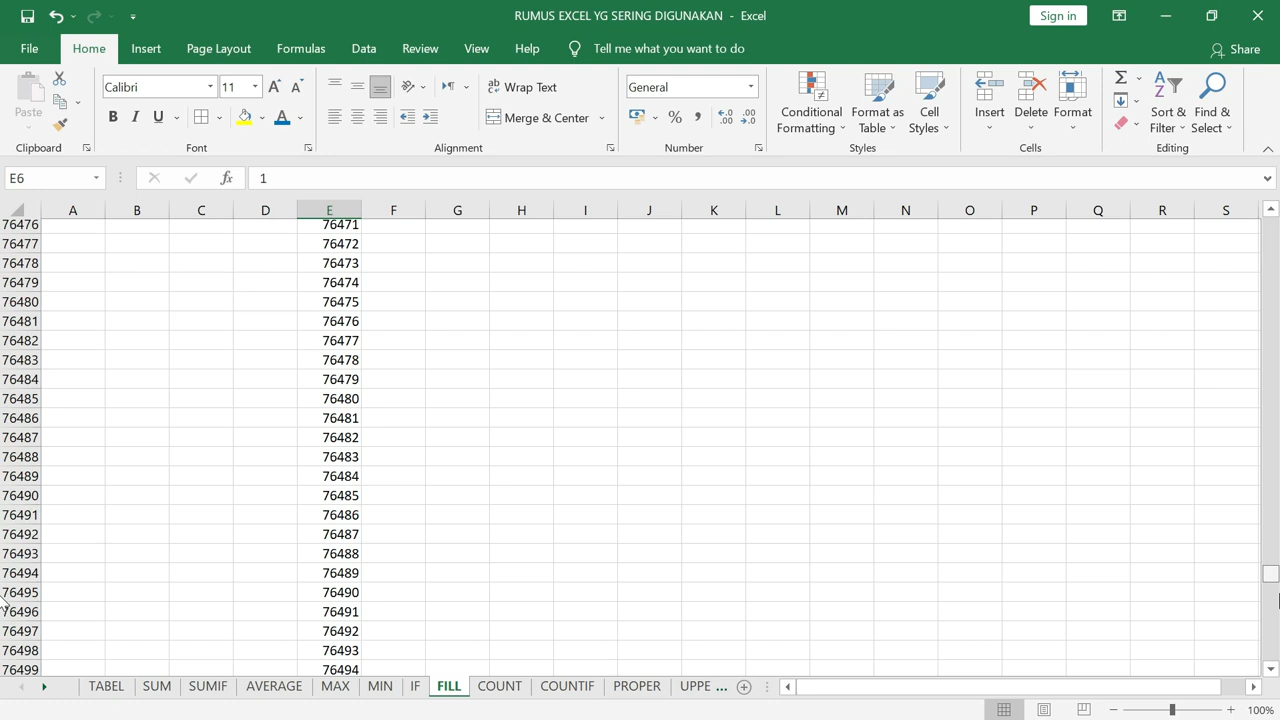 RUMUS EXCEL YG SERING DIGUNAKAN - Excel
Sign in
File Home Insert Page Layout Formulas Data Review View Help Tell me what you want to do Share
Paste
Calibri 11
B I U A
Wrap Text
Merge & Center
General
Conditional Formatting
Format as Table
Cell Styles
Insert
Delete
Format
Sort & Filter
Find & Select
Clipboard Font Alignment Number Styles Cells Editing
E6 fx 1
A B C D E F G H I J K L M N O P Q R S
76476 76471
76477 76472
76478 76473
76479 76474
76480 76475
76481 76476
76482 76477
76483 76478
76484 76479
76485 76480
76486 76481
76487 76482
76488 76483
76489 76484
76490 76485
76491 76486
76492 76487
76493 76488
76494 76489
76495 76490
76496 76491
76497 76492
76498 76493
76499 76494
TABEL SUM SUMIF AVERAGE MAX MIN IF FILL COUNT COUNTIF PROPER UPPE ...
100%